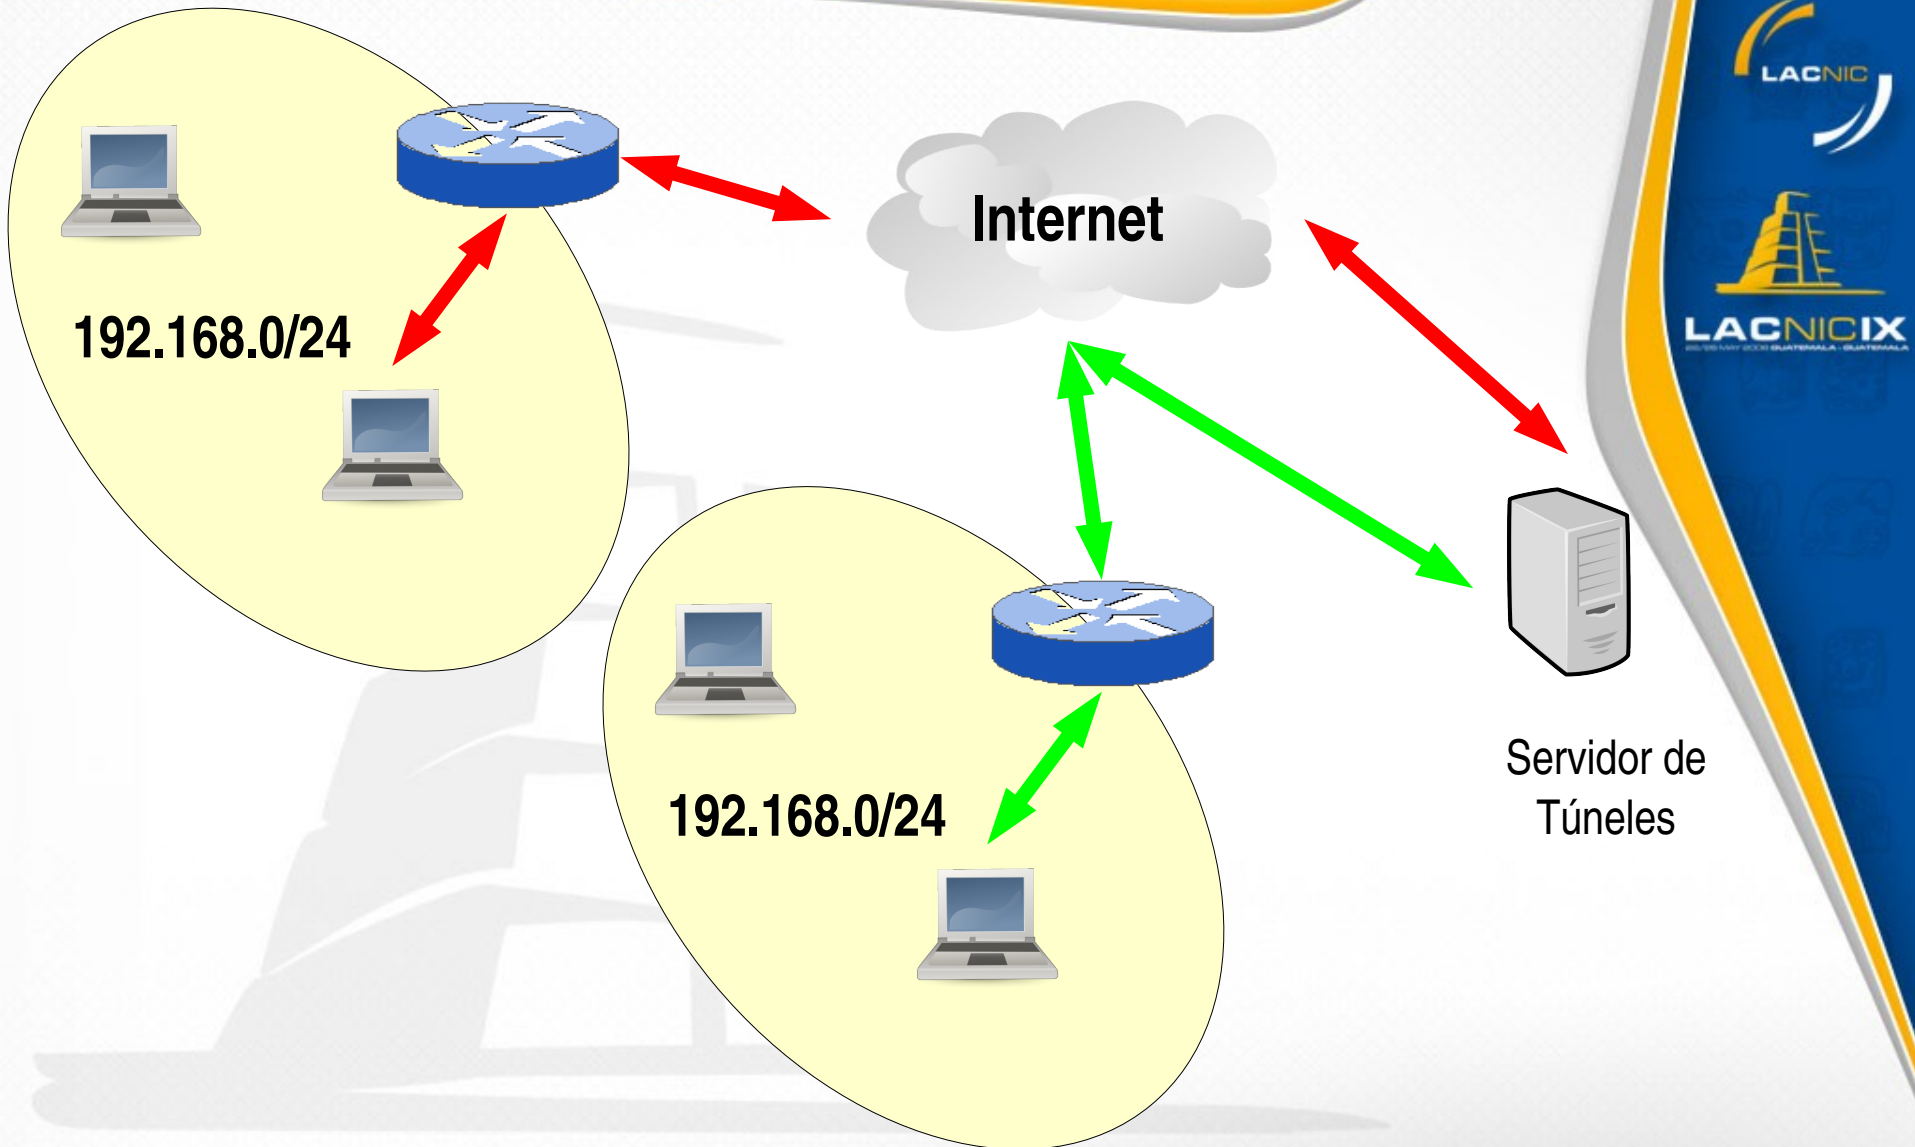 LACNIC
Internet
192.168.0/24
LACNICIX
192.168.0/24
Servidor de
Túneles